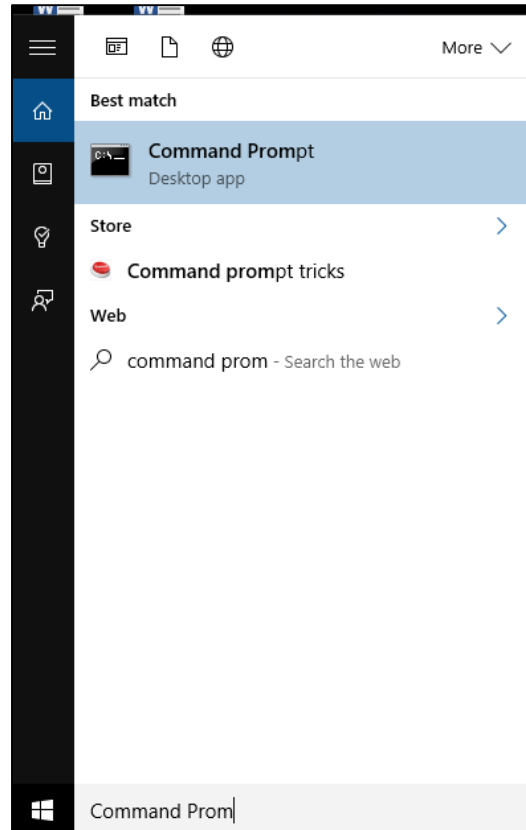 W W
More
Best match
C:\_
Command Prompt
Desktop app
Store
Command prompt tricks
Web
command prom - Search the web
Command Prom